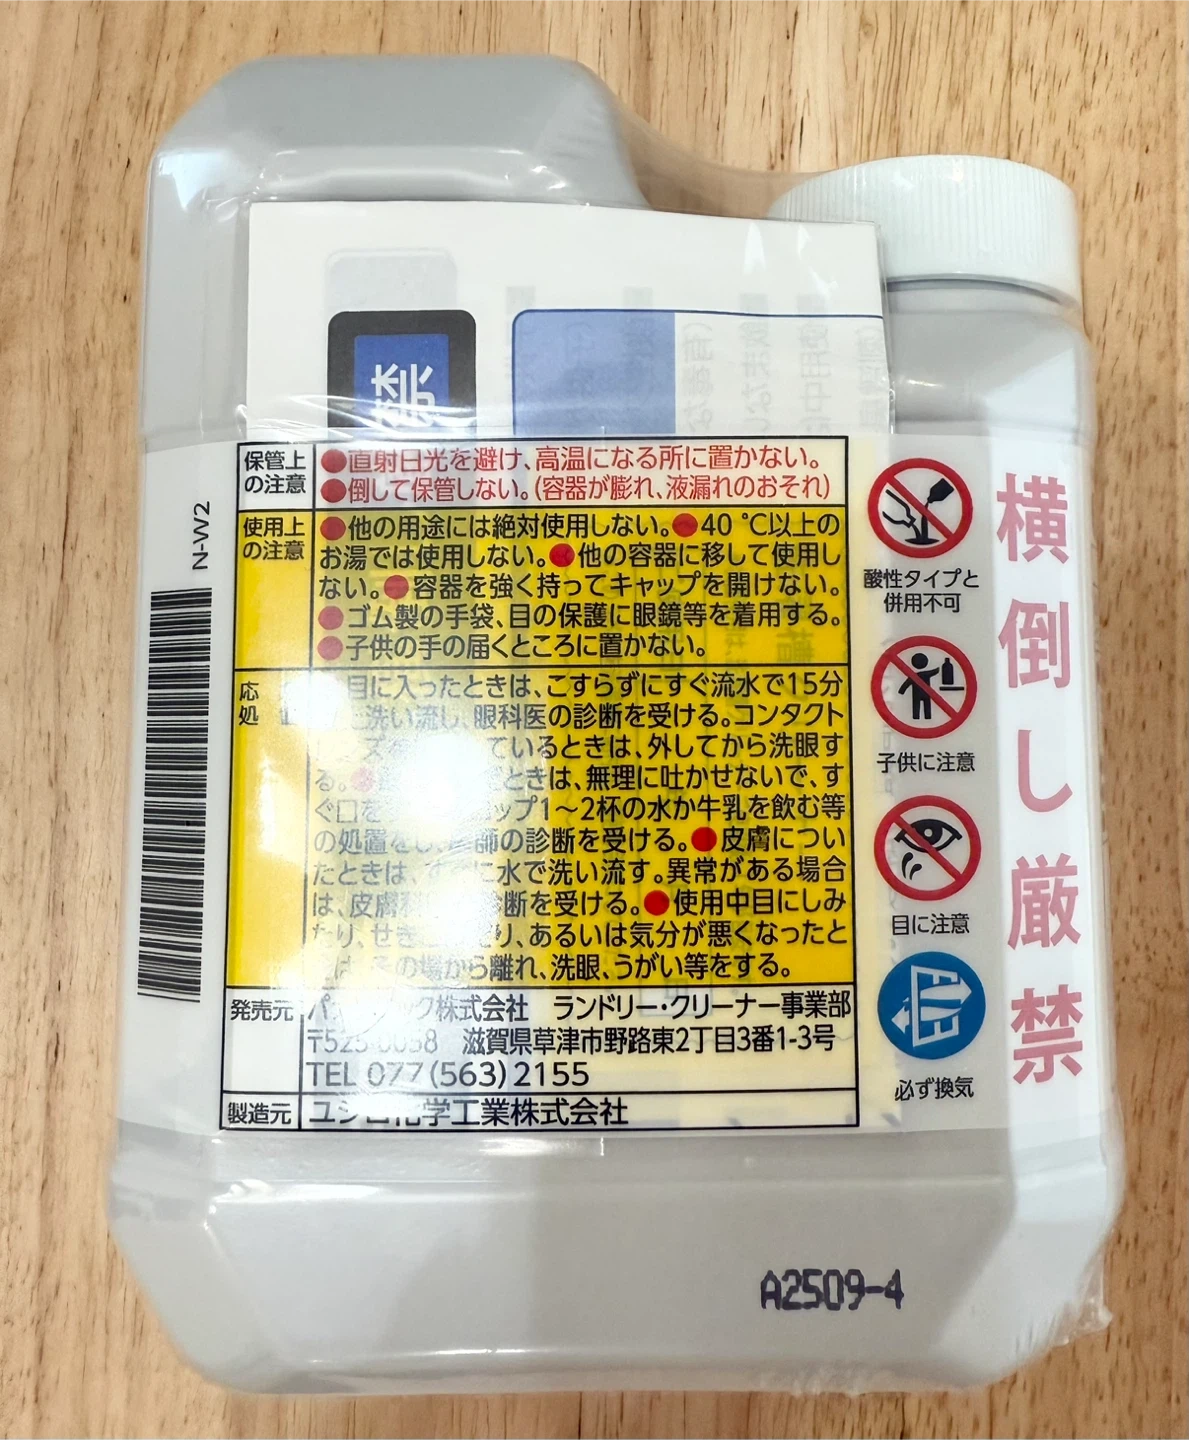 禁
保管上
の注意
●直射日光を避け、高温になる所に置かない。
●倒して保管しない。(容器が膨れ、液漏れのおそれ)
使用上
の注意
●他の用途には絶対使用しない。●40 ℃以上の
お湯では使用しない。●他の容器に移して使用し
ない。●容器を強く持ってキャップを開けない。
●ゴム製の手袋、目の保護に眼鏡等を着用する。
●子供の手の届くところに置かない。
応
処
目に入ったときは、こすらずにすぐ流水で15分
洗い流し、眼科医の診断を受ける。コンタクト
ているときは、外してから洗眼す
る。● ときは、無理に吐かせないで、す
ぐ口を ップ1〜2杯の水か牛乳を飲む等
の処置をし、医師の診断を受ける。●皮膚につい
たときは、すぐに水で洗い流す。異常がある場合
は、皮膚科 診断を受ける。●使用中目にしみ
たり、せき り、あるいは気分が悪くなったと
その場から離れ、洗眼、うがい等をする。
発売元
パナソニック株式会社 ランドリー・クリーナー事業部
〒525-0058 滋賀県草津市野路東2丁目3番1-3号
TEL 077(563)2155
製造元
ユシロ化学工業株式会社
N-W2
酸性タイプと
併用不可
子供に注意
目に注意
必ず換気
横倒し厳禁
A2509-4